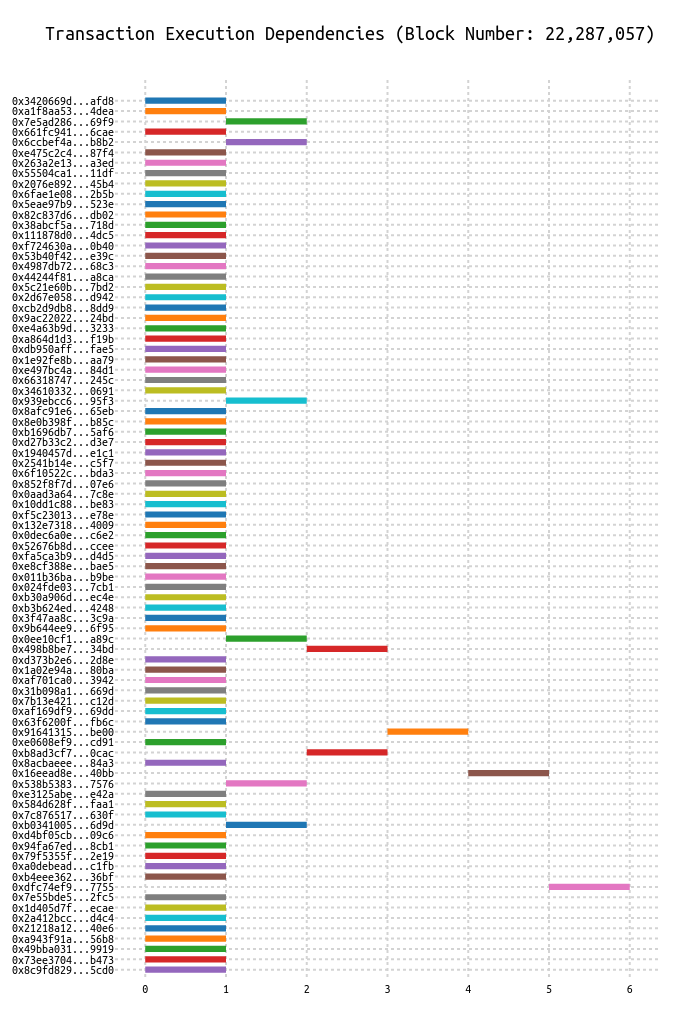 Transaction Execution Dependencies (Block Number: 22,287,057)
0x3420669d...afd8
0xa1f8aa53...4dea
0x7e5ad286...69f9
0x661fc941...6cae
0x6ccbef4a...b8b2
0xe475c2c4...87f4
0x263a2e13...a3ed
0x55504ca1...11df
0x2076e892...45b4
0x6fae1e08...2b5b
0x5eae97b9...523e
0x82c837d6...db02
0x38abcf5a...718d
0x111878d0...4dc5
0xf724630a...0b40
0x53b40f42...e39c
0x4987db72...68c3
0x44244f81...a8ca
0x5c21e60b...7bd2
0x2d67e058...d942
0xcb2d9db8...8dd9
0x9ac22022...24bd
0xe4a63b9d...3233
0xa864d1d3...f19b
0xdb950aff...fae5
0x1e92fe8b...aa79
0xe497bc4a...84d1
0x66318747...245c
0x34610332...0691
0x939ebcc6...95f3
0x8afc91e6...65eb
0x8e0b398f...b85c
0xb1696db7...5af6
0xd27b33c2...d3e7
0x1940457d...e1c1
0x2541b14e...c5f7
0x6f10522c...bda3
0x852f8f7d...07e6
0x0aad3a64...7c8e
0x10dd1c88...be83
0xf5c23013...e78e
0x132e7318...4009
0x0dec6a0e...c6e2
0x52676b8d...ccee
0xfa5ca3b9...d4d5
0xe8cf388e...bae5
0x011b36ba...b9be
0x024fde03...7cb1
0xb30a906d...ec4e
0xb3b624ed...4248
0x3f47aa8c...3c9a
0x9b644ee9...6f95
0x0ee10cf1...a89c
0x498b8be7...34bd
0xd373b2e6...2d8e
0x1a02e94a...80ba
0xaf701ca0...3942
0x31b098a1...669d
0x7b13e421...c12d
0xaf169df9...69dd
0x63f6200f...fb6c
0x91641315...be00
0xe0608ef9...cd91
0xb8ad3cf7...0cac
0x8acbaeee...84a3
0x16eead8e...40bb
0x538b5383...7576
0xe3125abe...e42a
0x584d628f...faa1
0x7c876517...630f
0xb0341005...6d9d
0xd4bf05cb...09c6
0x94fa67ed...8cb1
0x79f5355f...2e19
0xa0debead...c1fb
0xb4eee362...36bf
0xdfc74ef9...7755
0x7e55bde5...2fc5
0x1d405d7f...ecae
0x2a412bcc...d4c4
0x21218a12...40e6
0xa943f91a...56b8
0x49bba031...9919
0x73ee3704...b473
0x8c9fd829...5cd0
0 1 2 3 4 5 6